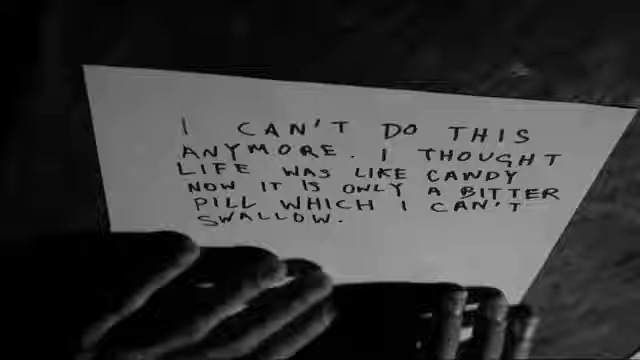 I CAN'T DO THIS
ANYMORE. I THOUGHT
LIFE WAS LIKE CANDY
NOW IT IS ONLY A BITTER
PILL WHICH I CAN'T
SWALLOW.